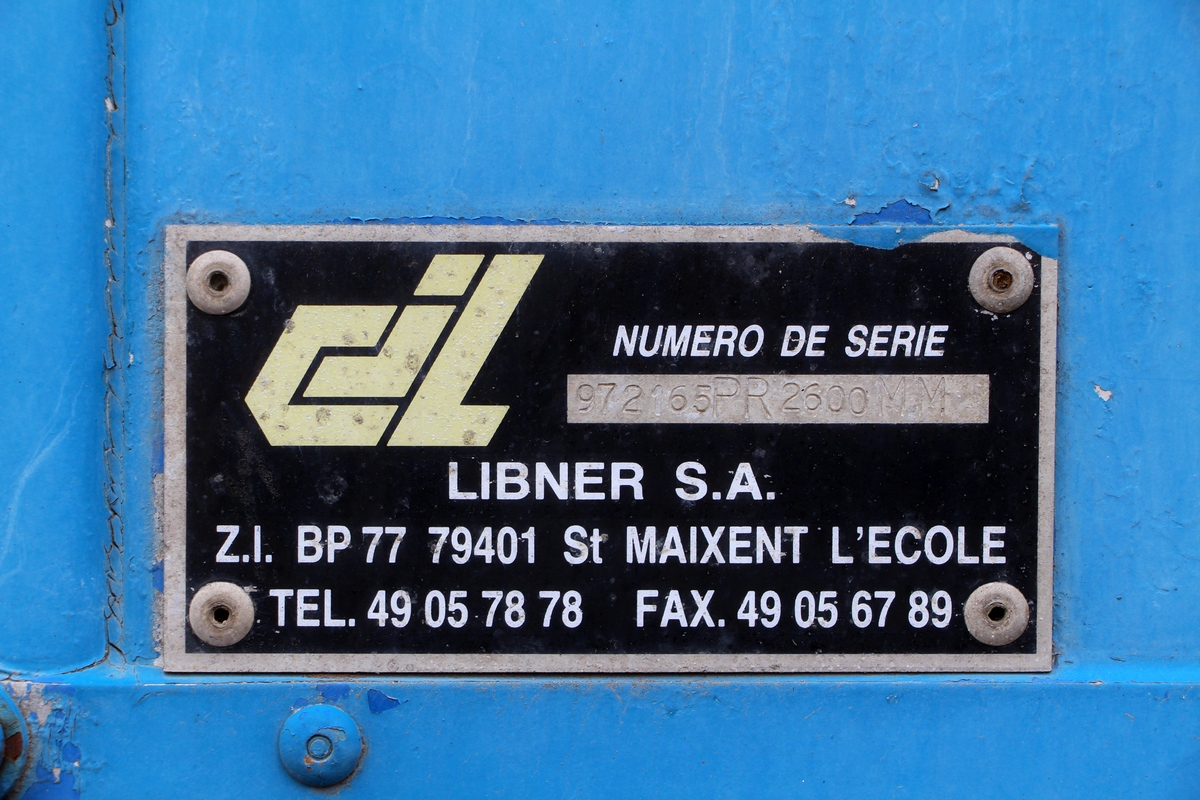 CIL
NUMERO DE SERIE
972165PR2600MM
LIBNER S.A.
Z.I. BP 77 79401 St MAIXENT L'ECOLE
TEL. 49 05 78 78 FAX. 49 05 67 89